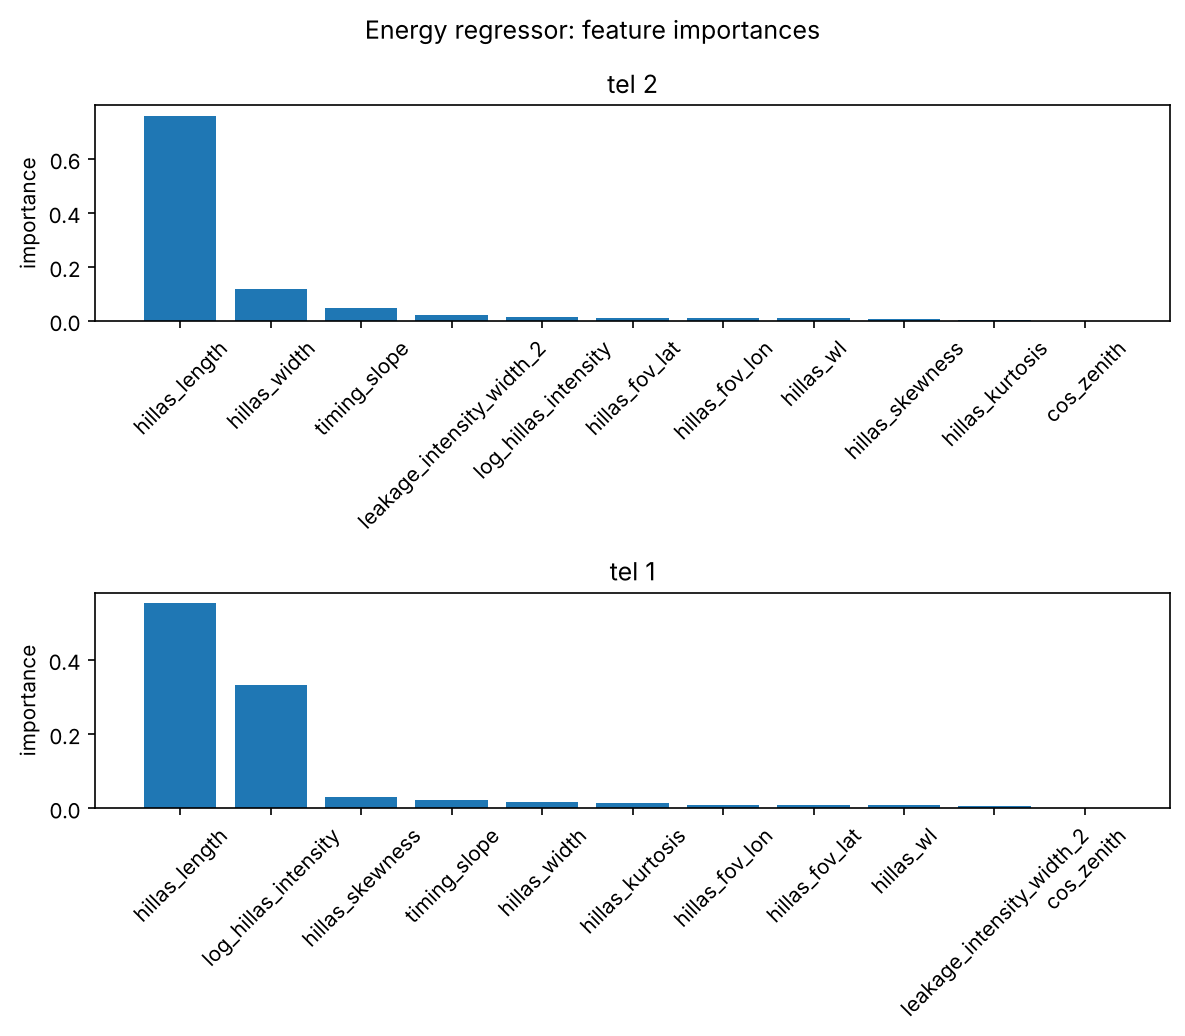 Energy regressor: feature importances
tel 2
importance
0.6
0.4
0.2
0.0
hillas_length
hillas_width
timing_slope
leakage_intensity_width_2
log_hillas_intensity
hillas_fov_lat
hillas_fov_lon
hillas_wl
hillas_skewness
hillas_kurtosis
cos_zenith
tel 1
importance
0.4
0.2
0.0
hillas_length
log_hillas_intensity
hillas_skewness
timing_slope
hillas_width
hillas_kurtosis
hillas_fov_lon
hillas_fov_lat
hillas_wl
leakage_intensity_width_2
cos_zenith